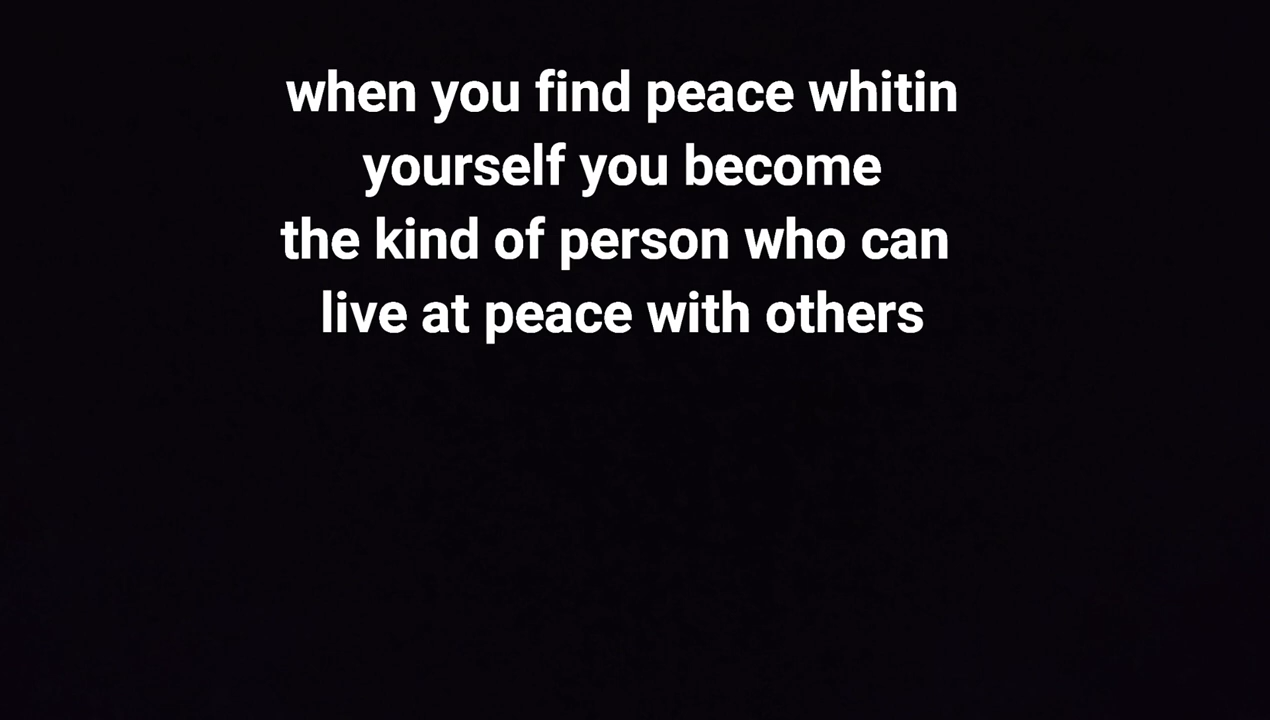 when you find peace whitin
yourself you become
the kind of person who can
live at peace with others